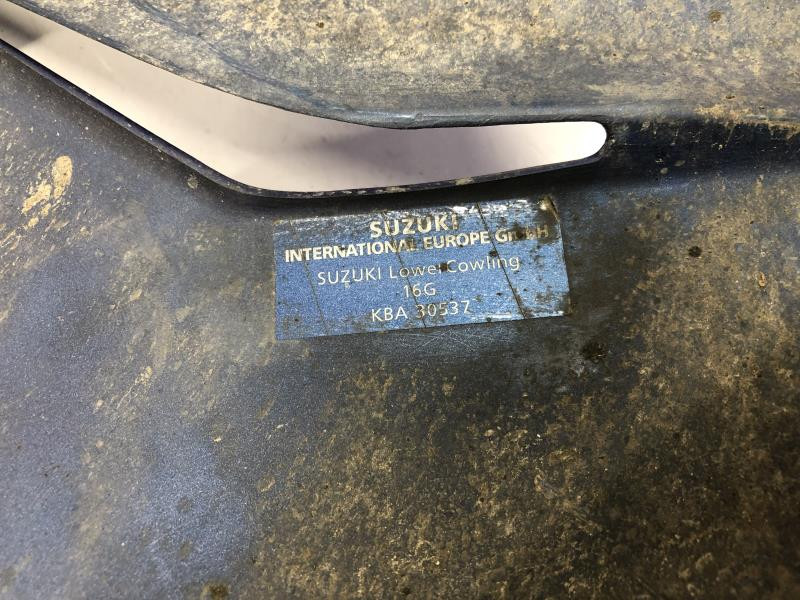 SUZUKI
INTERNATIONAL EUROPE GmbH
SUZUKI Lower Cowling
16G
KBA 30537